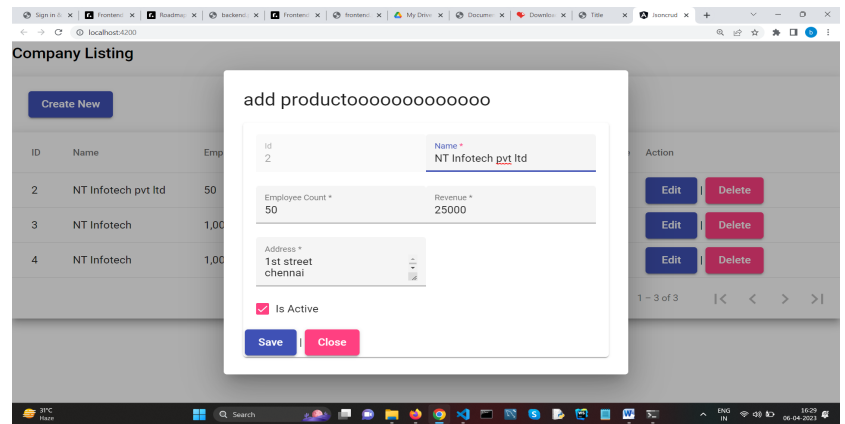 Sign in
Frontend
Roadmap
backend
Frontend
frontend
My Drive
Document
Downloa
Title
Jsoncrud
localhost:4200
Company Listing
add productooooooooooooo
Create New
Id
2
Name *
NT Infotech pvt ltd
ID Name Emp Action
Employee Count *
50
Revenue *
25000
2 NT Infotech pvt ltd 50 Edit | Delete
3 NT Infotech 1,00 Edit | Delete
4 NT Infotech 1,00 Edit | Delete
Address *
1st street
chennai
1 – 3 of 3
Is Active
Save | Close
31°C
Haze
Search
ENG
IN
16:29
06-04-2023